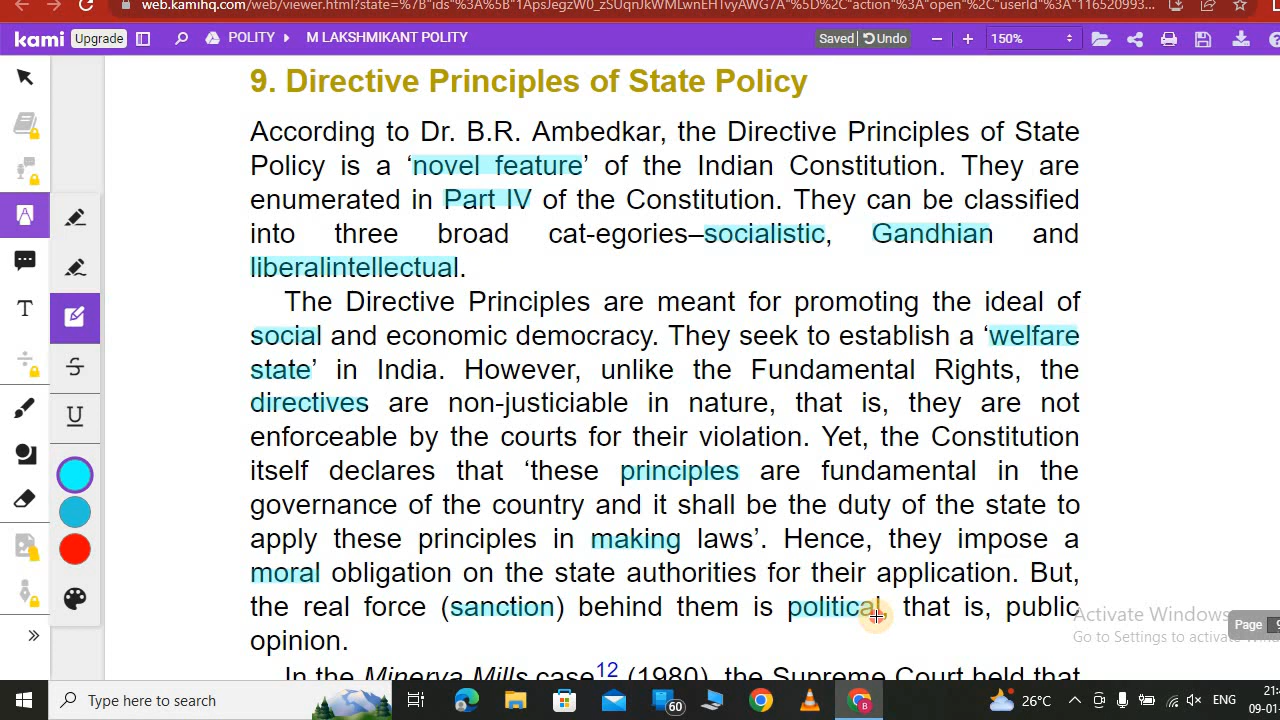 web.kamihq.com/web/viewer.html?state=%7B"ids"%3A%5B"1ApsJegzW0_zSUqnJkWMLwnEHTvyAWG7A"%5D%2C"action"%3A"open"%2C"userId"%3A"116520993...
kami Upgrade POLITY M LAKSHMIKANT POLITY Saved Undo 150%
9. Directive Principles of State Policy
According to Dr. B.R. Ambedkar, the Directive Principles of State
Policy is a ‘novel feature’ of the Indian Constitution. They are
enumerated in Part IV of the Constitution. They can be classified
into three broad cat-egories–socialistic, Gandhian and
liberalintellectual.
The Directive Principles are meant for promoting the ideal of
social and economic democracy. They seek to establish a ‘welfare
state’ in India. However, unlike the Fundamental Rights, the
directives are non-justiciable in nature, that is, they are not
enforceable by the courts for their violation. Yet, the Constitution
itself declares that ‘these principles are fundamental in the
governance of the country and it shall be the duty of the state to
apply these principles in making laws’. Hence, they impose a
moral obligation on the state authorities for their application. But,
the real force (sanction) behind them is political, that is, public
opinion.
In the Minerva Mills case12 (1980), the Supreme Court held that
Activate Windows
Go to Settings to activate
Page 9
Type here to search
60
26°C
ENG
21:
09-01-